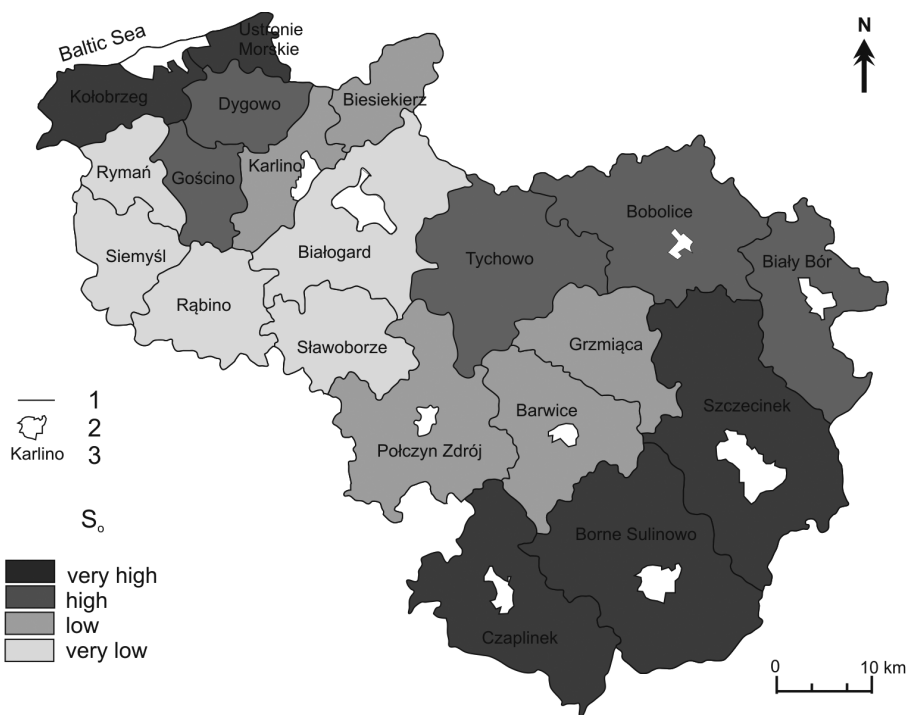 Baltic Sea
Ustronie
Morskie
N
Kołobrzeg
Dygowo
Biesiekierz
Rymań
Gościno
Karlino
Siemyśl
Białogard
Tychowo
Bobolice
Biały Bór
Rąbino
Sławoborze
Grzmiąca
Szczecinek
Barwice
Połczyn Zdrój
Borne Sulinowo
Czaplinek
1
2
Karlino 3
So
very high
high
low
very low
0 10 km